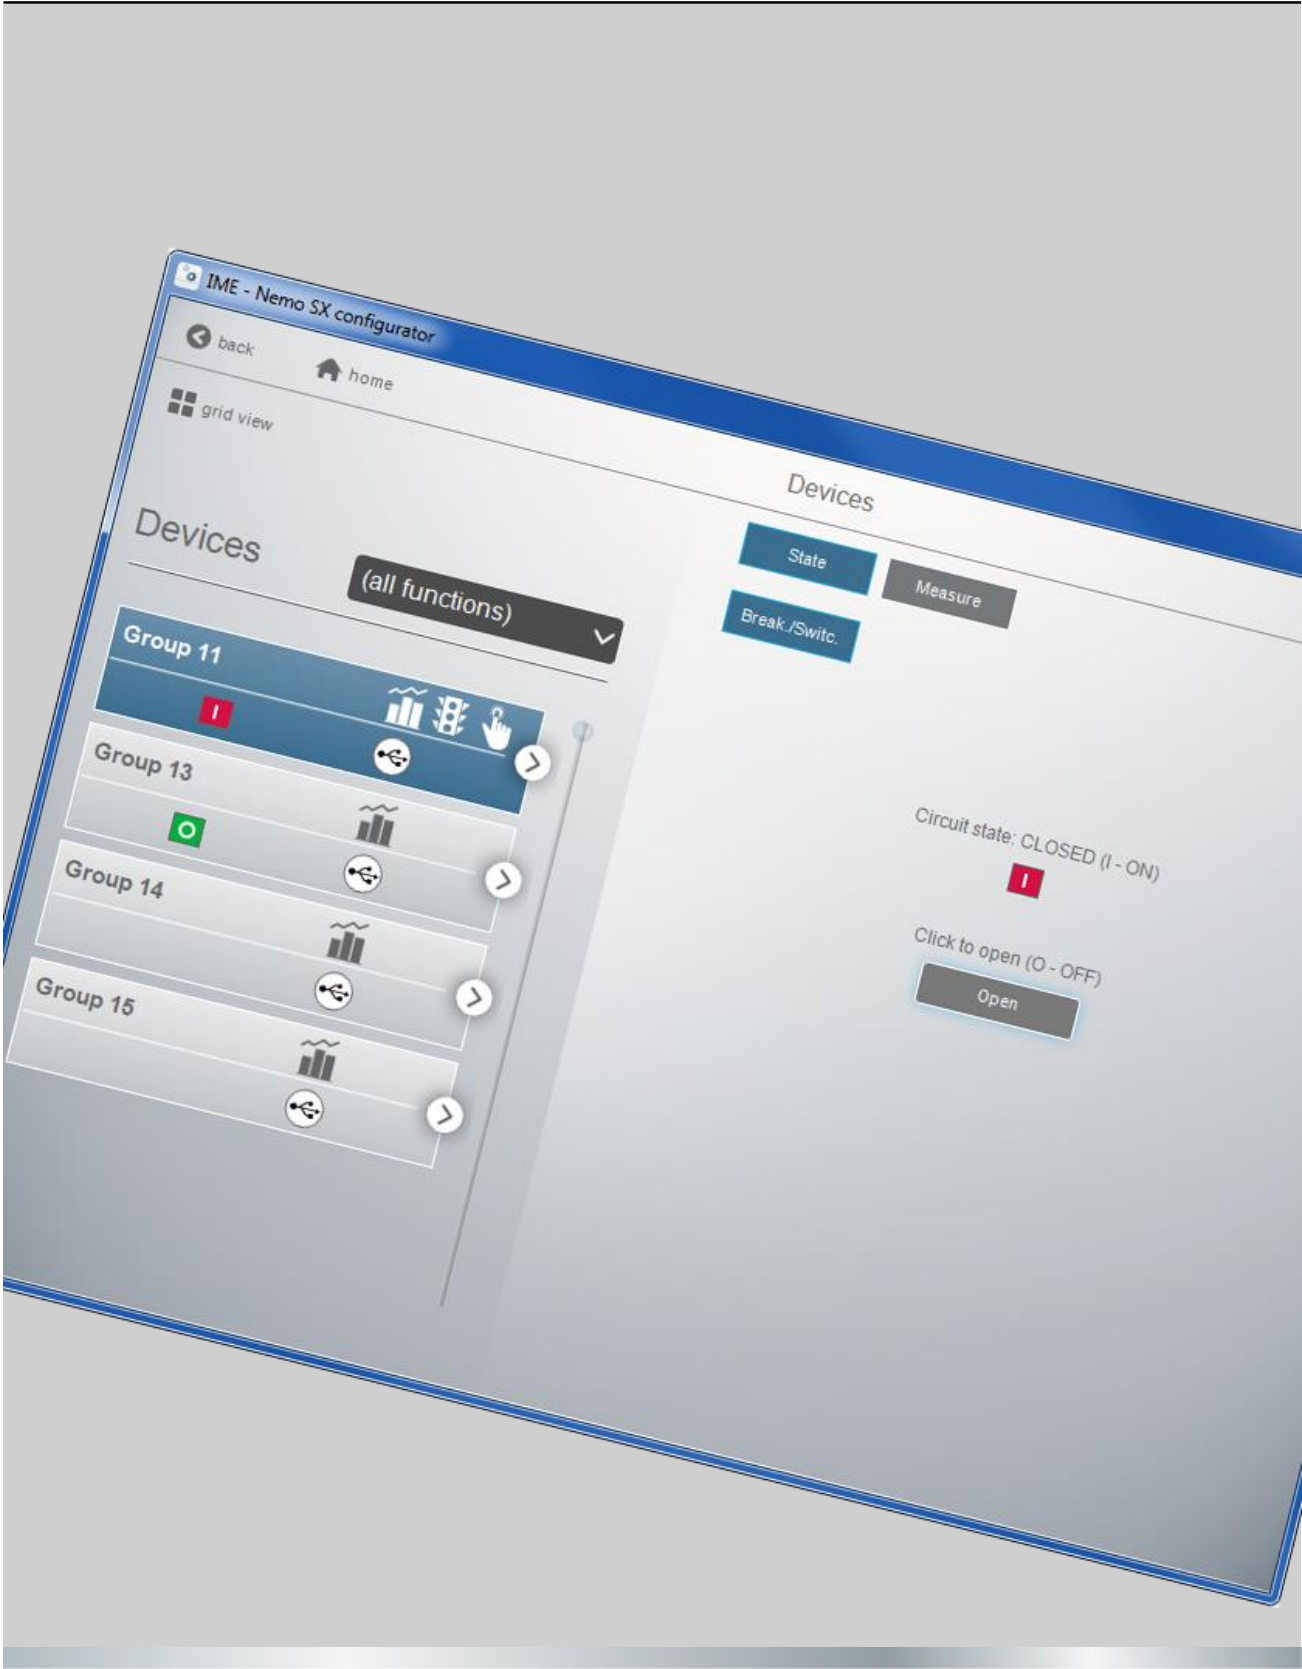 IME - Nemo SX configurator
back
home
grid view
Devices
Devices
(all functions)
State
Measure
Break./Switc.
Group 11
I
Group 13
O
Group 14
Group 15
Circuit state: CLOSED (I - ON)
I
Click to open (O - OFF)
Open